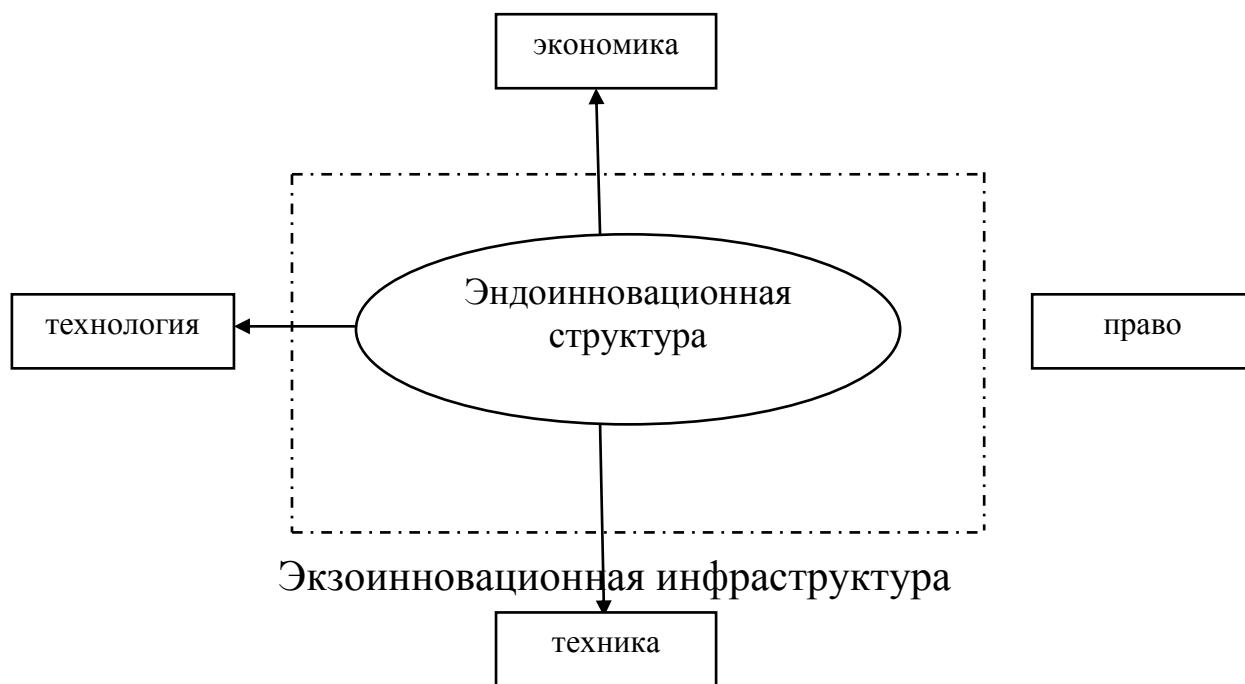 экономика
Эндоинновационная
структура
технология
право
Экзоинновационная инфраструктура
техника